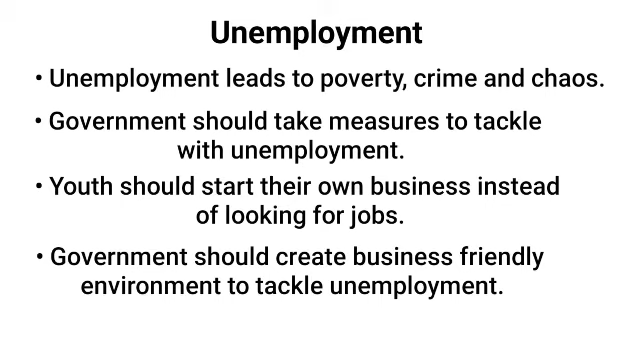 Unemployment
• Unemployment leads to poverty, crime and chaos.
• Government should take measures to tackle
with unemployment.
• Youth should start their own business instead
of looking for jobs.
• Government should create business friendly
environment to tackle unemployment.